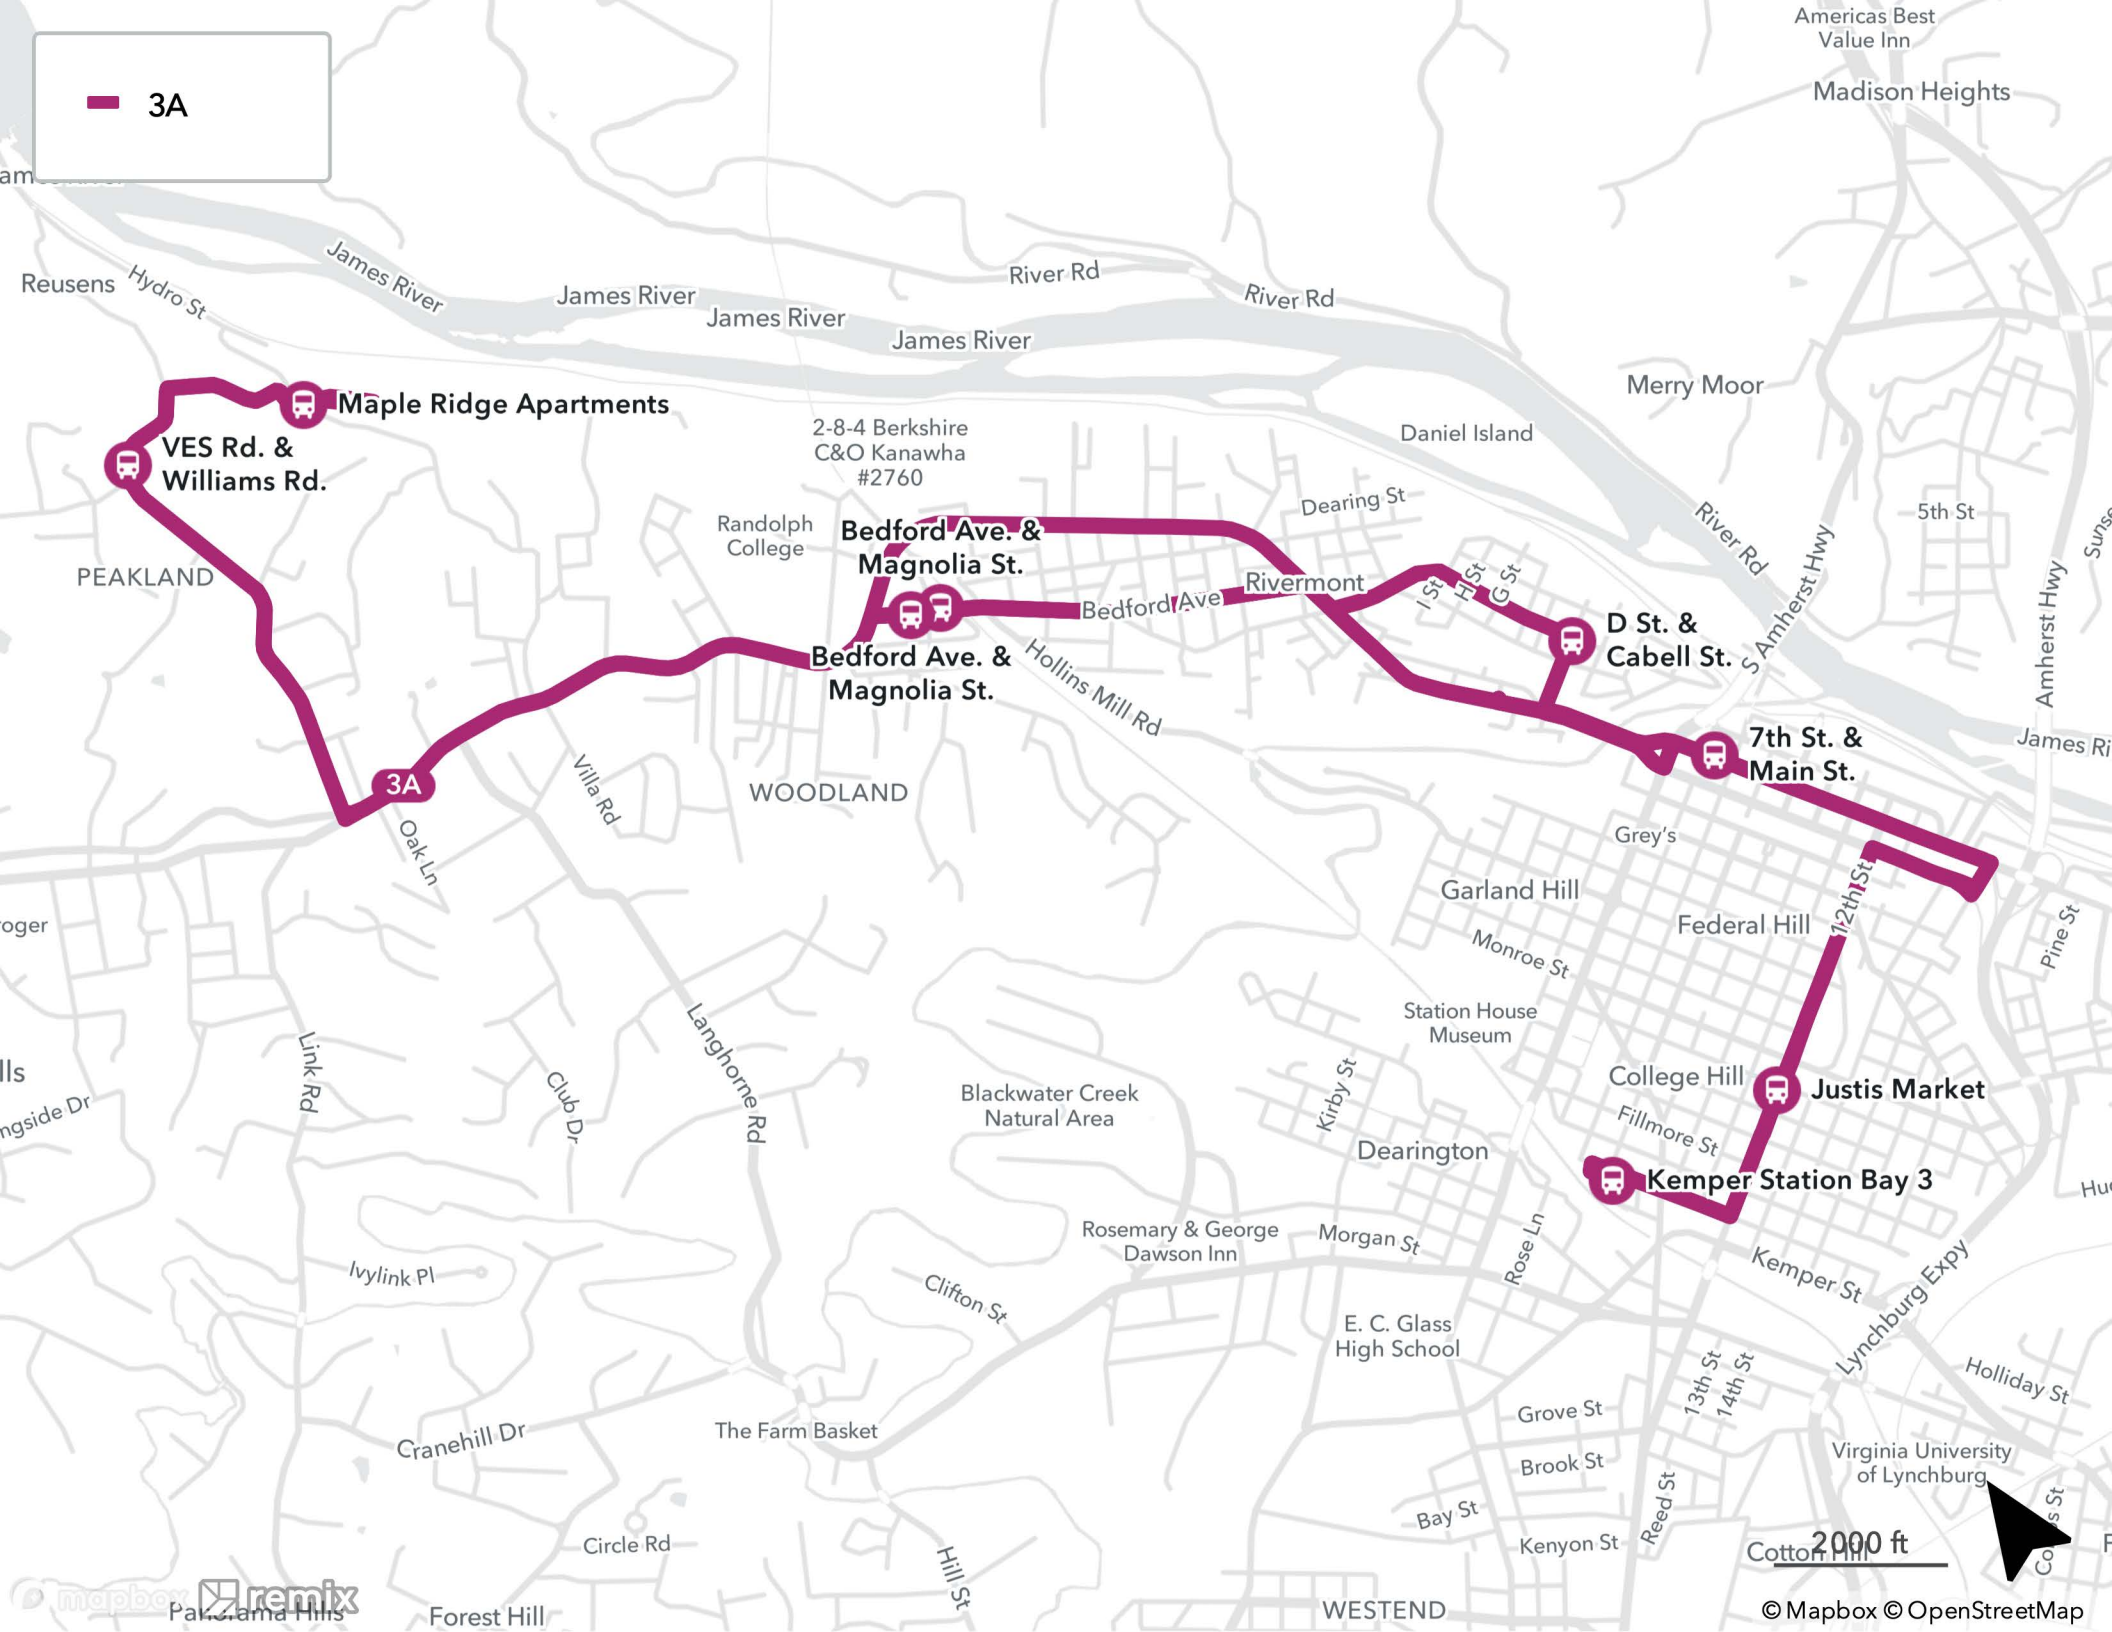 3A
Americas Best
Value Inn
Madison Heights
James River
James River
James River
James River
River Rd
River Rd
Reusens
Hydro St
Maple Ridge Apartments
VES Rd. &
Williams Rd.
PEAKLAND
2-8-4 Berkshire
C&O Kanawha
#2760
Randolph
College
Bedford Ave. &
Magnolia St.
Bedford Ave
Rivermont
Dearing St
Daniel Island
Merry Moor
5th St
River Rd
S Amherst Hwy
Amherst Hwy
I St
H St
G St
D St. &
Cabell St.
Bedford Ave. &
Magnolia St.
Hollins Mill Rd
7th St. &
Main St.
James Ri
3A
Oak Ln
Villa Rd
WOODLAND
Grey's
Garland Hill
Federal Hill
12th St
Monroe St
Pine St
roger
Station House
Museum
Langhorne Rd
Link Rd
Club Dr
lls
ngside Dr
Blackwater Creek
Natural Area
Kirby St
Dearington
College Hill
Fillmore St
Justis Market
Kemper Station Bay 3
Rosemary & George
Dawson Inn
Morgan St
Rose Ln
Kemper St
Lynchburg Expy
Ivylink Pl
Clifton St
E. C. Glass
High School
13th St
14th St
Holliday St
Cranehill Dr
The Farm Basket
Grove St
Brook St
Bay St
Kenyon St
Reed St
Virginia University
of Lynchburg
Circle Rd
Hill St
2000 ft
mapbox
remix
Forest Hill
WESTEND
© Mapbox © OpenStreetMap